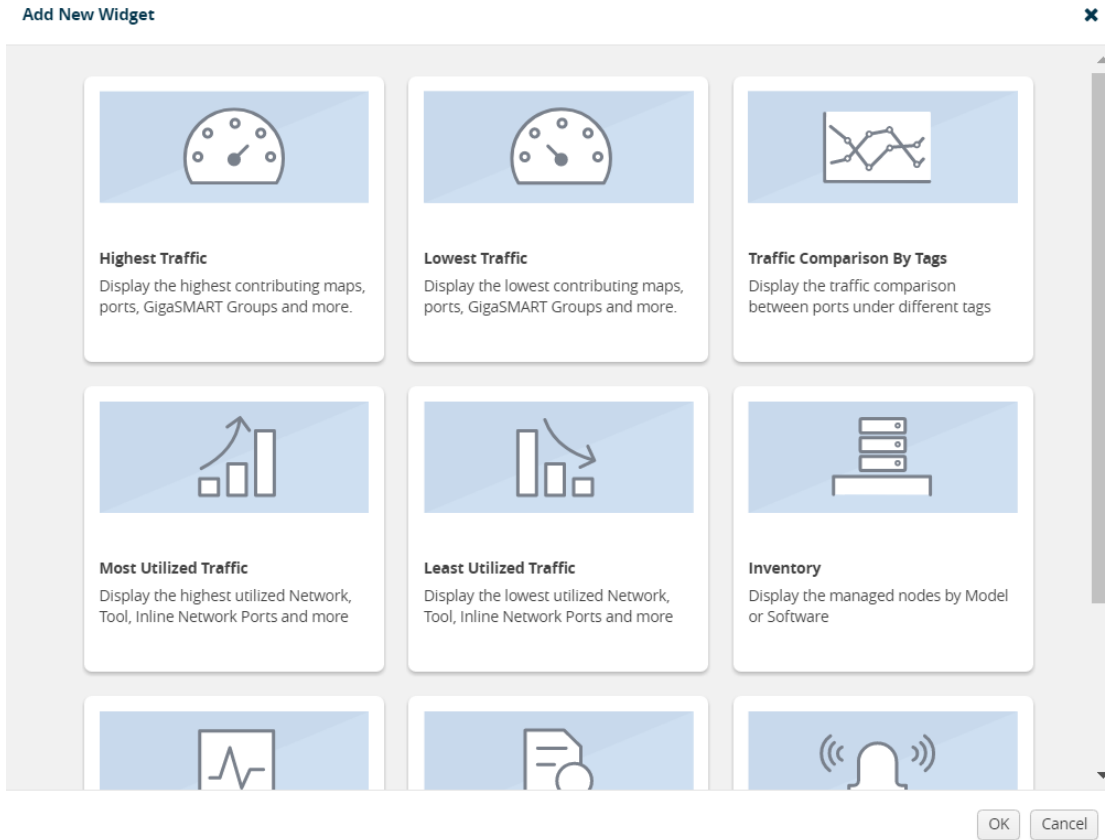 Add New Widget
Highest Traffic
Display the highest contributing maps,
ports, GigaSMART Groups and more.
Lowest Traffic
Display the lowest contributing maps,
ports, GigaSMART Groups and more.
Traffic Comparison By Tags
Display the traffic comparison
between ports under different tags
Most Utilized Traffic
Display the highest utilized Network,
Tool, Inline Network Ports and more
Least Utilized Traffic
Display the lowest utilized Network,
Tool, Inline Network Ports and more
Inventory
Display the managed nodes by Model
or Software
OK
Cancel